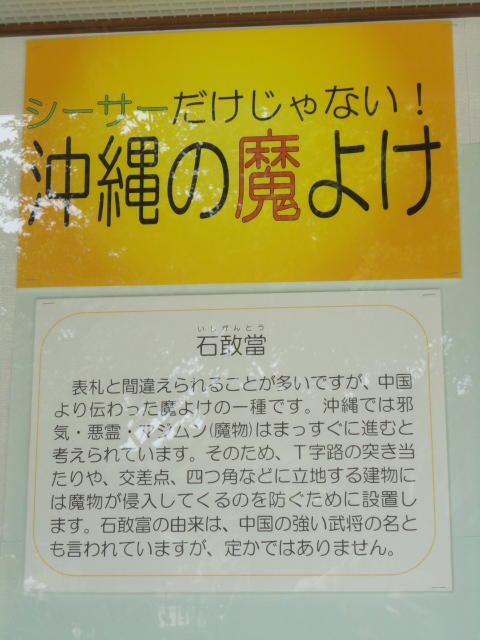 シーサーだけじゃない！
沖縄の魔よけ
いしがんとう
石敢當
表札と間違えられることが多いですが、中国
より伝わった魔よけの一種です。沖縄では邪
気・悪霊・マジムン(魔物)はまっすぐに進むと
考えられています。そのため、T字路の突き当
たりや、交差点、四つ角などに立地する建物に
は魔物が侵入してくるのを防ぐために設置し
ます。石敢當の由来は、中国の強い武将の名と
も言われていますが、定かではありません。